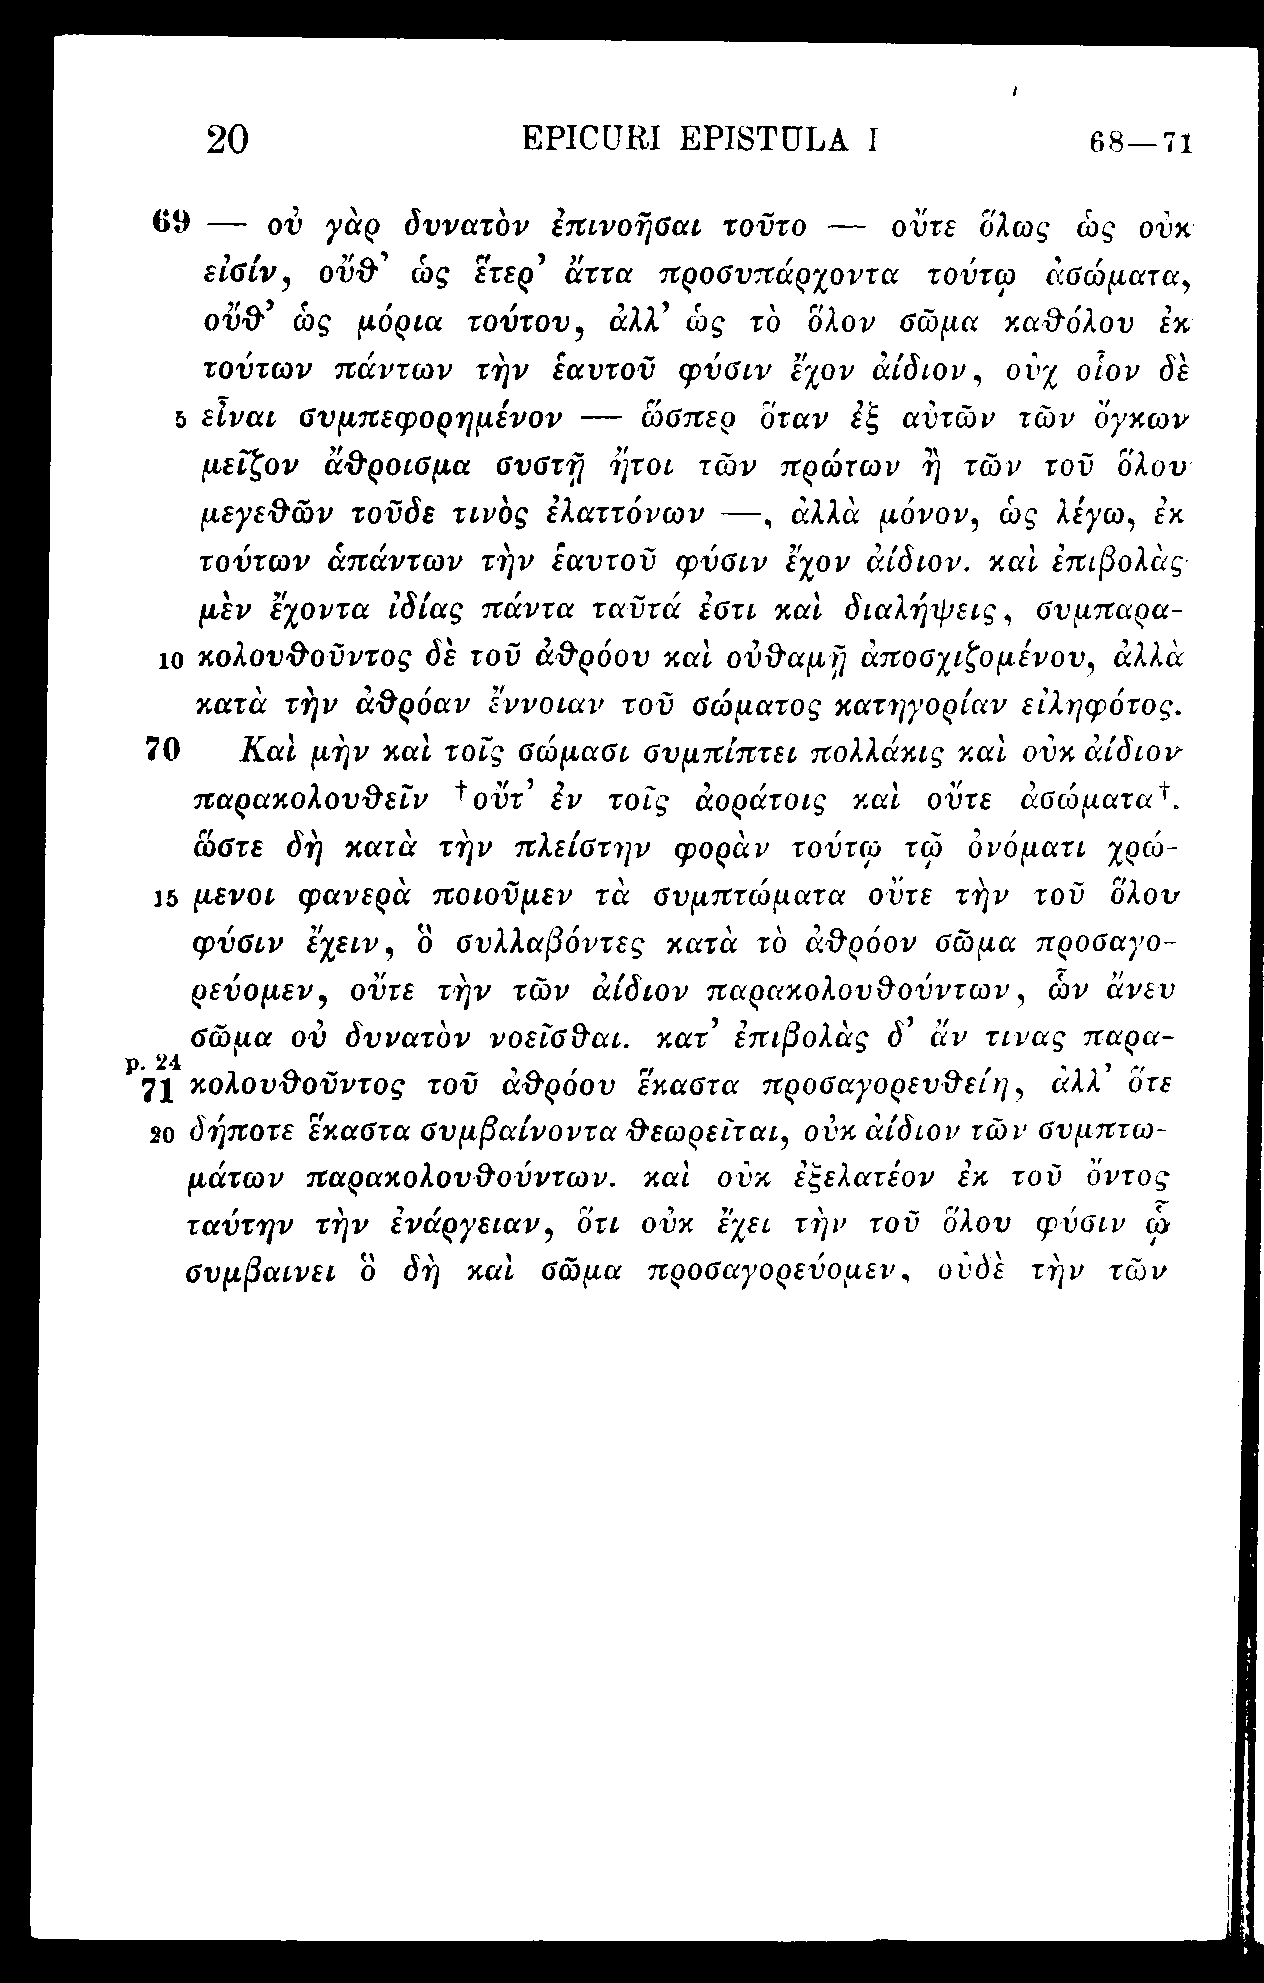 20 EPICURI EPISTULA I 68—71
69 — οὐ γὰρ δυνατὸν ἐπινοῆσαι τοῦτο — οὔτε ὅλως ὡς οὐκ
εἰσίν, οὔθ' ὡς ἕτερ' ἄττα προσυπάρχοντα τούτῳ ἀσώματα,
οὔθ' ὡς μόρια τούτου, ἀλλ' ὡς τὸ ὅλον σῶμα καθόλου ἐκ
τούτων πάντων τὴν ἑαυτοῦ φύσιν ἔχον ἀίδιον, οὐχ οἷον δὲ
5 εἶναι συμπεφορημένον — ὥσπερ ὅταν ἐξ αὐτῶν τῶν ὄγκων
μεῖζον ἄθροισμα συστῇ ἤτοι τῶν πρώτων ἢ τῶν τοῦ ὅλου
μεγεθῶν τοῦδε τινὸς ἐλαττόνων —, ἀλλὰ μόνον, ὡς λέγω, ἐκ
τούτων ἁπάντων τὴν ἑαυτοῦ φύσιν ἔχον ἀίδιον. καὶ ἐπιβολὰς
μὲν ἔχοντα ἰδίας πάντα ταῦτά ἐστι καὶ διαλήψεις, συμπαρα-
10 κολουθοῦντος δὲ τοῦ ἀθρόου καὶ οὐθαμῇ ἀποσχιζομένου, ἀλλὰ
κατὰ τὴν ἀθρόαν ἔννοιαν τοῦ σώματος κατηγορίαν εἰληφότος.
70 Καὶ μὴν καὶ τοῖς σώμασι συμπίπτει πολλάκις καὶ οὐκ ἀίδιον
παρακολουθεῖν †οὔτ' ἐν τοῖς ἀοράτοις καὶ οὔτε ἀσώματα†.
ὥστε δὴ κατὰ τὴν πλείστην φορὰν τούτῳ τῷ ὀνόματι χρώ-
15 μενοι φανερὰ ποιοῦμεν τὰ συμπτώματα οὔτε τὴν τοῦ ὅλου
φύσιν ἔχειν, ὃ συλλαβόντες κατὰ τὸ ἀθρόον σῶμα προσαγο-
ρεύομεν, οὔτε τὴν τῶν ἀίδιον παρακολουθούντων, ὧν ἄνευ
σῶμα οὐ δυνατὸν νοεῖσθαι. κατ' ἐπιβολὰς δ' ἄν τινας παρα-
p. 24
71 κολουθοῦντος τοῦ ἀθρόου ἕκαστα προσαγορευθείη, ἀλλ' ὅτε
20 δήποτε ἕκαστα συμβαίνοντα θεωρεῖται, οὐκ ἀίδιον τῶν συμπτω-
μάτων παρακολουθούντων. καὶ οὐκ ἐξελατέον ἐκ τοῦ ὄντος
ταύτην τὴν ἐνάργειαν, ὅτι οὐκ ἔχει τὴν τοῦ ὅλου φύσιν ᾧ
συμβαινει ὃ δὴ καὶ σῶμα προσαγορεύομεν, οὐδὲ τὴν τῶν